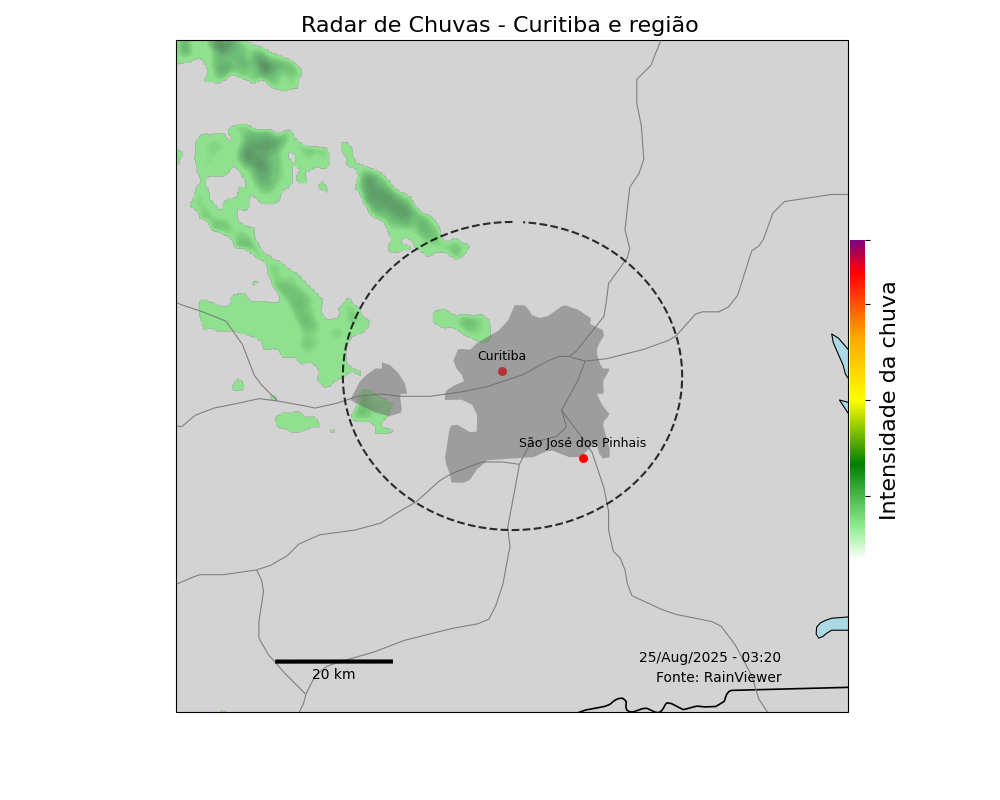 Radar de Chuvas - Curitiba e região
Curitiba
São José dos Pinhais
Intensidade da chuva
25/Aug/2025 - 03:20
Fonte: RainViewer
20 km